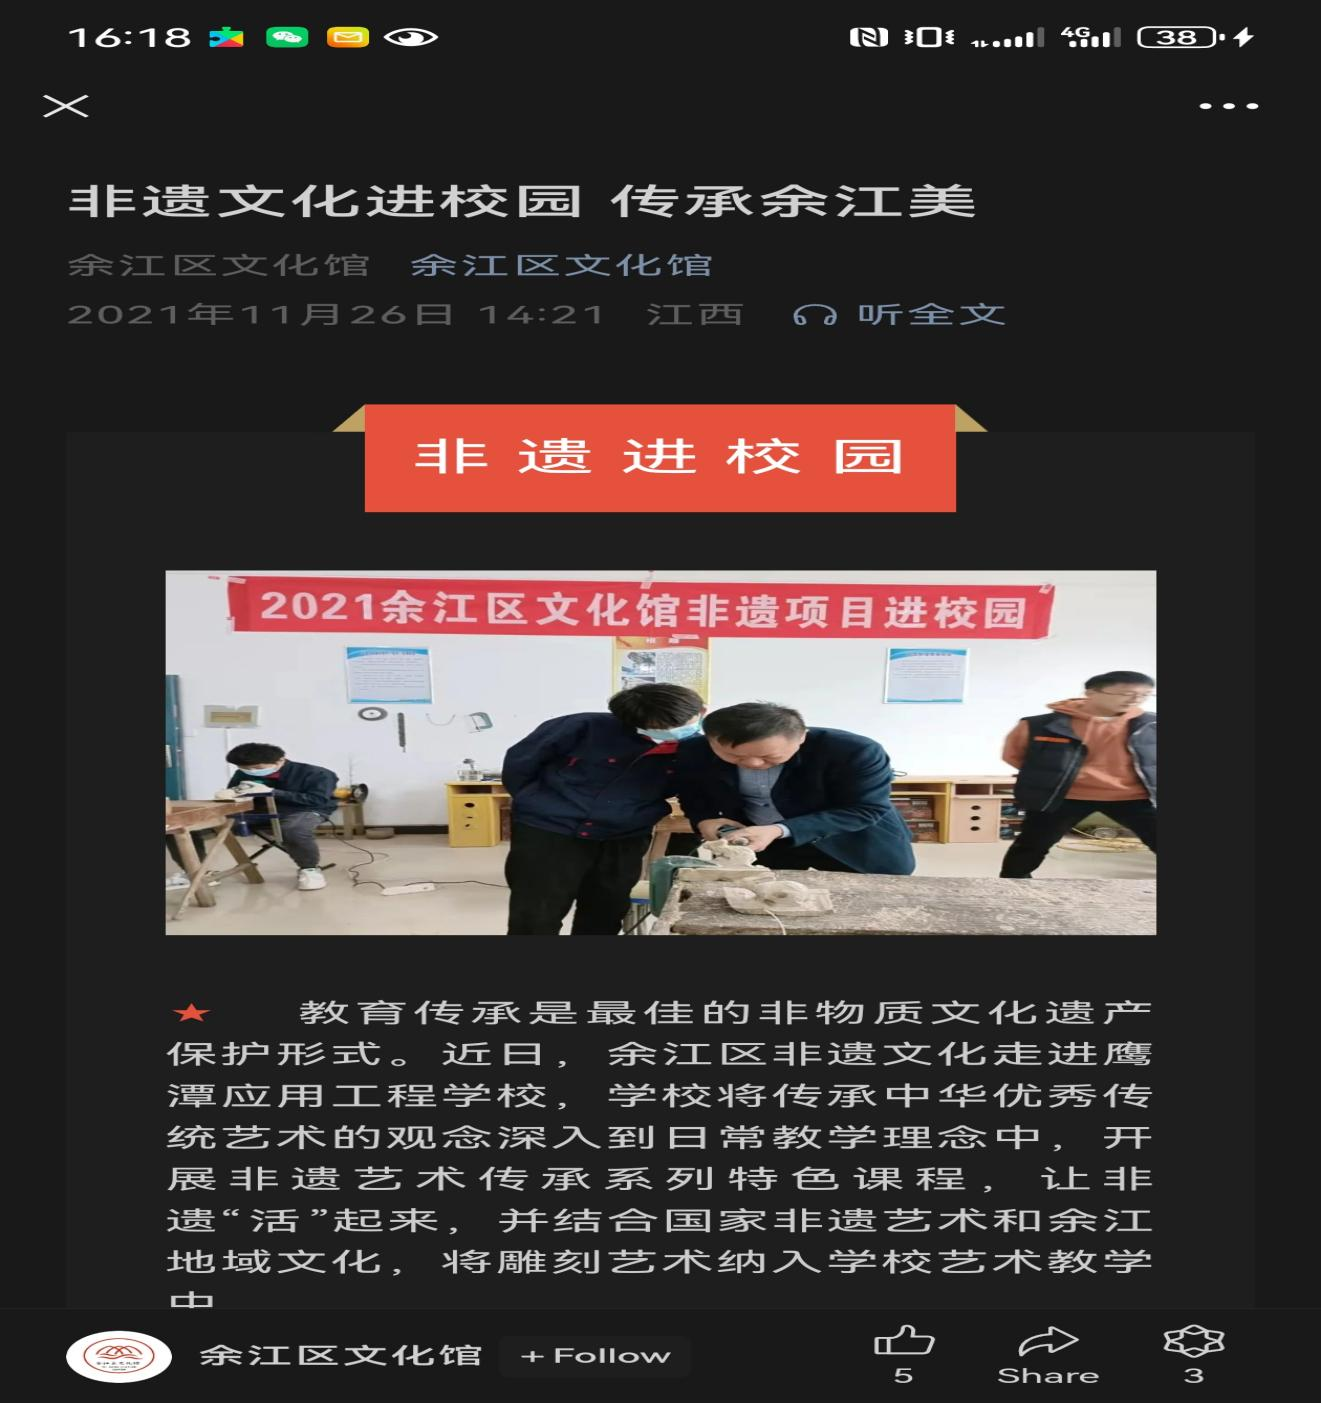 16:18
4G
38
非遗文化进校园 传承余江美
余江区文化馆 余江区文化馆
2021年11月26日 14:21 江西 听全文
非遗进校园
2021余江区文化馆非遗项目进校园
教育传承是最佳的非物质文化遗产
保护形式。近日，余江区非遗文化走进鹰
潭应用工程学校，学校将传承中华优秀传
统艺术的观念深入到日常教学理念中，开
展非遗艺术传承系列特色课程，让非
遗“活”起来，并结合国家非遗艺术和余江
地域文化，将雕刻艺术纳入学校艺术教学
中
余江区文化馆 +Follow
5 Share 3